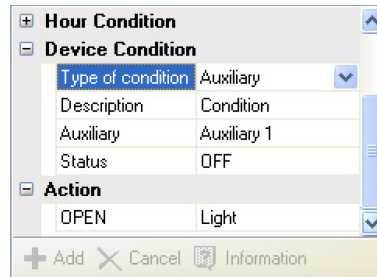 Hour Condition
Device Condition
Type of condition Auxiliary
Description Condition
Auxiliary Auxiliary 1
Status OFF
Action
OPEN Light
Add Cancel Information